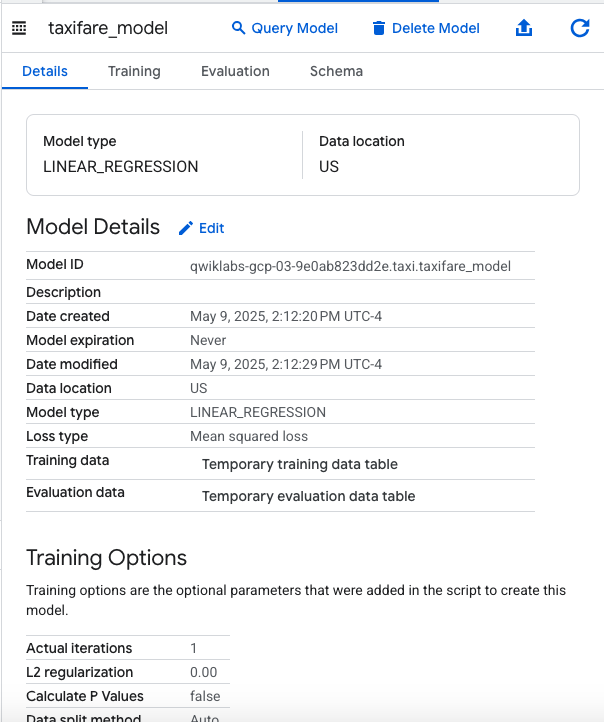 taxifare_model Query Model Delete Model
Details Training Evaluation Schema
Model type Data location
LINEAR_REGRESSION US
Model Details Edit
Model ID qwiklabs-gcp-03-9e0ab823dd2e.taxi.taxifare_model
Description
Date created May 9, 2025, 2:12:20 PM UTC-4
Model expiration Never
Date modified May 9, 2025, 2:12:29 PM UTC-4
Data location US
Model type LINEAR_REGRESSION
Loss type Mean squared loss
Training data Temporary training data table
Evaluation data Temporary evaluation data table
Training Options
Training options are the optional parameters that were added in the script to create this
model.
Actual iterations 1
L2 regularization 0.00
Calculate P Values false
Data split method Auto